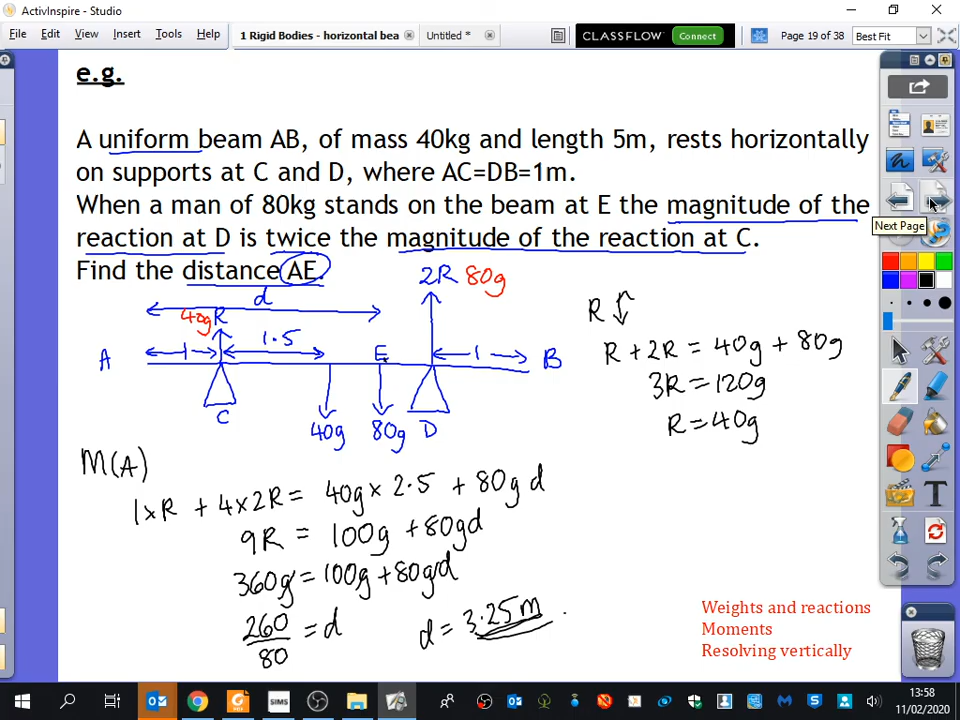 ActivInspire - Studio
File Edit View Insert Tools Help
1 Rigid Bodies - horizontal bea
Untitled *
CLASSFLOW Connect
Page 19 of 38
Best Fit
e.g.
A uniform beam AB, of mass 40kg and length 5m, rests horizontally
on supports at C and D, where AC=DB=1m.
When a man of 80kg stands on the beam at E the magnitude of the
reaction at D is twice the magnitude of the reaction at C.
Find the distance AE.
Next Page
d
2R 80g
40g R
1
1.5
E
1
A
B
C
40g
80g
D
R
R + 2R = 40g + 80g
3R = 120g
R = 40g
M(A)
1xR + 4x2R = 40g x 2.5 + 80g d
9R = 100g + 80gd
360g = 100g + 80gd
260
80
= d
d = 3.25m
Weights and reactions
Moments
Resolving vertically
SIMS
13:58
11/02/2020